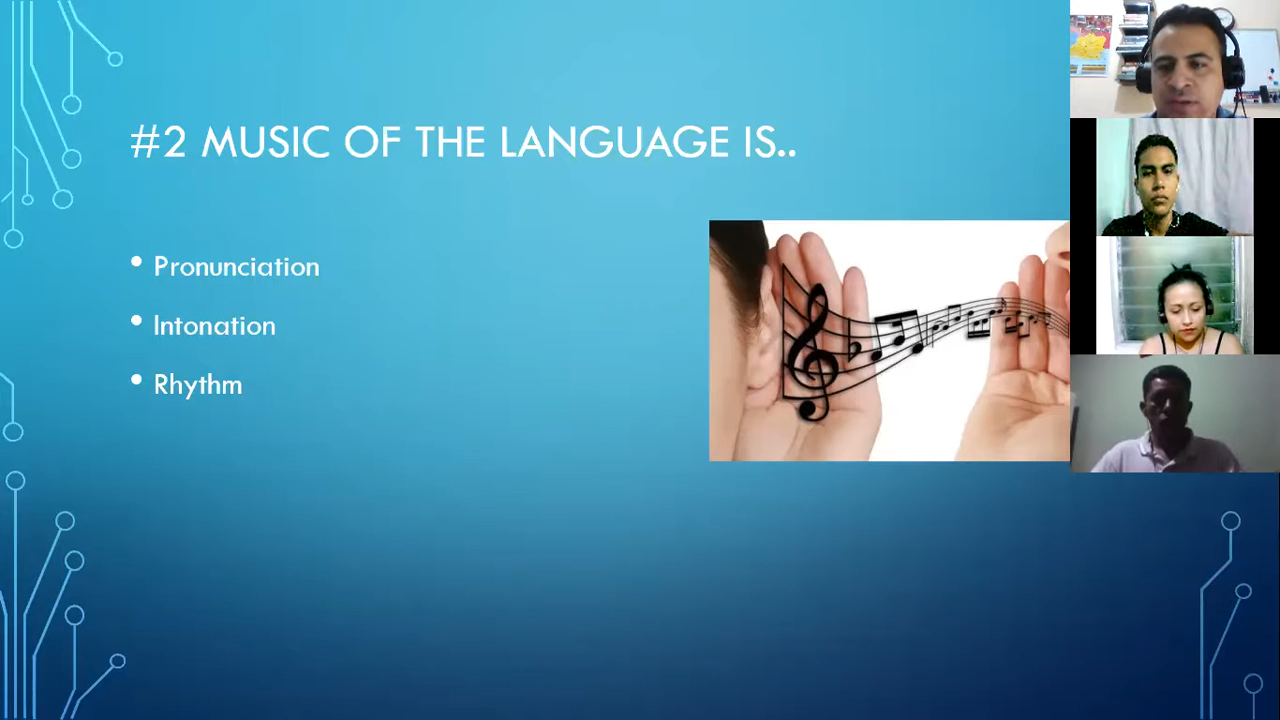 #2 MUSIC OF THE LANGUAGE IS..
• Pronunciation
• Intonation
• Rhythm